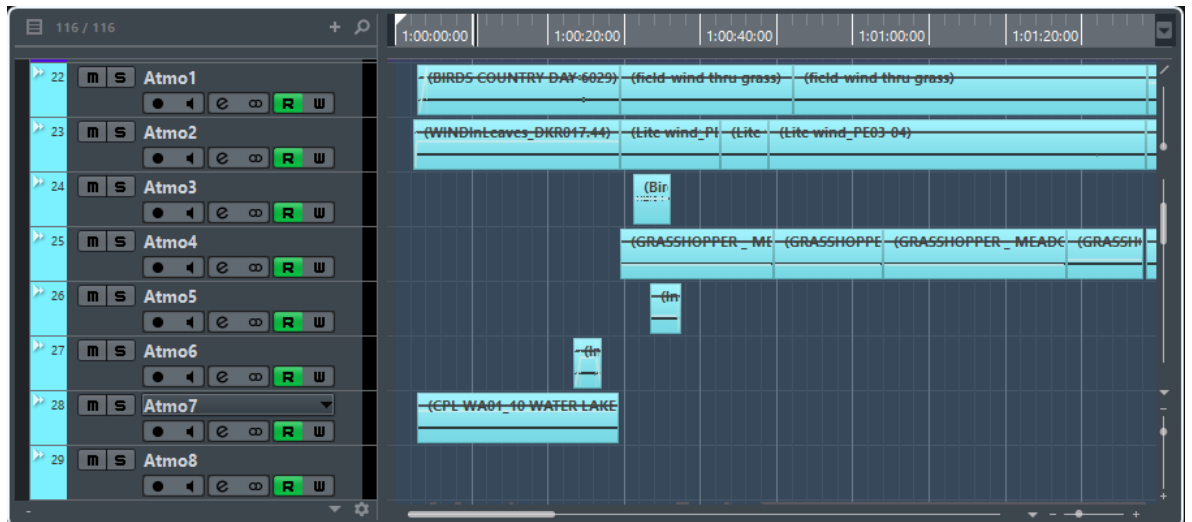 116 / 116
1:00:00:00 1:00:20:00 1:00:40:00 1:01:00:00 1:01:20:00
22 m S Atmo1 (BIRDS COUNTRY DAY-6029) (field-wind thru grass) (field-wind thru grass)
e R W
23 m S Atmo2 (WINDInLeaves_DKR017.44) (Lite wind_PE (Lite (Lite wind_PE03-04)
e R W
24 m S Atmo3 (Bir
e R W
25 m S Atmo4 (GRASSHOPPER _ ME (GRASSHOPPE (GRASSHOPPER _ MEADO (GRASSH
e R W
26 m S Atmo5 (In
e R W
27 m S Atmo6 (In
e R W
28 m S Atmo7 (CPL-WA01_10 WATER LAKE
e R W
29 m S Atmo8
e R W